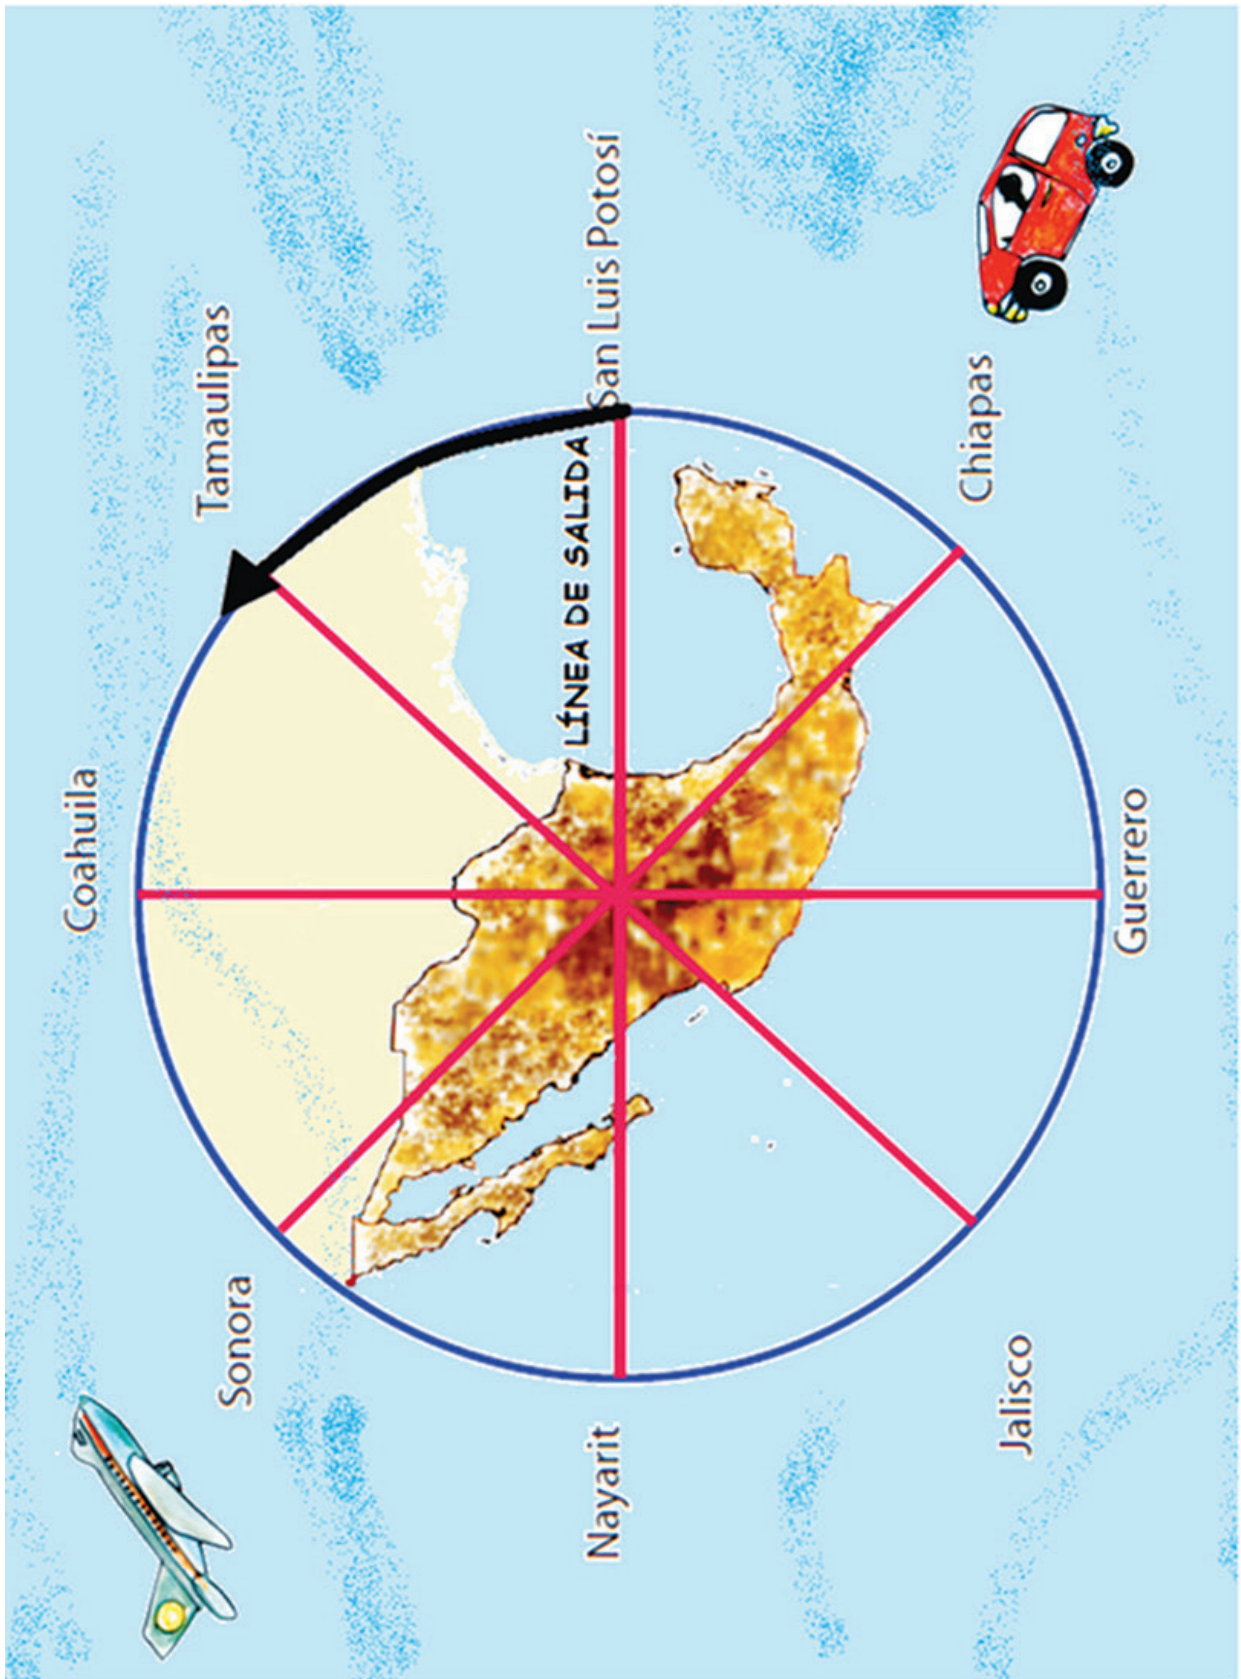 San Luis Potosí
Tamaulipas
Chiapas
LÍNEA DE SALIDA
Coahuila
Guerrero
Sonora
Jalisco
Nayarit